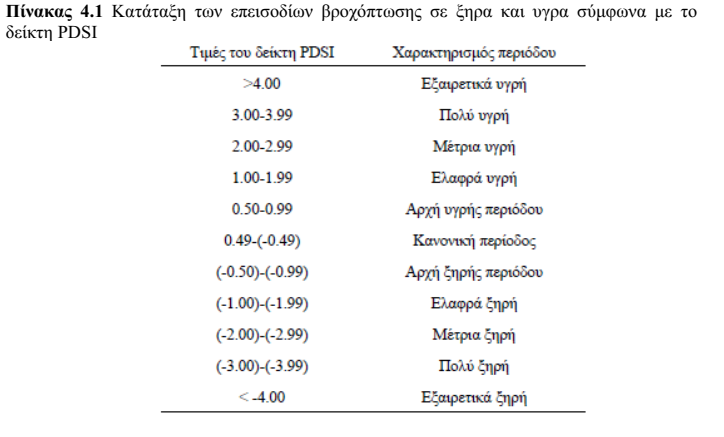 Πίνακας 4.1 Κατάταξη των επεισοδίων βροχόπτωσης σε ξηρα και υγρα σύμφωνα με το
δείκτη PDSI
Τιμές του δείκτη PDSI Χαρακτηρισμός περιόδου
>4.00 Εξαιρετικά υγρή
3.00-3.99 Πολύ υγρή
2.00-2.99 Μέτρια υγρή
1.00-1.99 Ελαφρά υγρή
0.50-0.99 Αρχή υγρής περιόδου
0.49-(-0.49) Κανονική περίοδος
(-0.50)-(-0.99) Αρχή ξηρής περιόδου
(-1.00)-(-1.99) Ελαφρά ξηρή
(-2.00)-(-2.99) Μέτρια ξηρή
(-3.00)-(-3.99) Πολύ ξηρή
< -4.00 Εξαιρετικά ξηρή